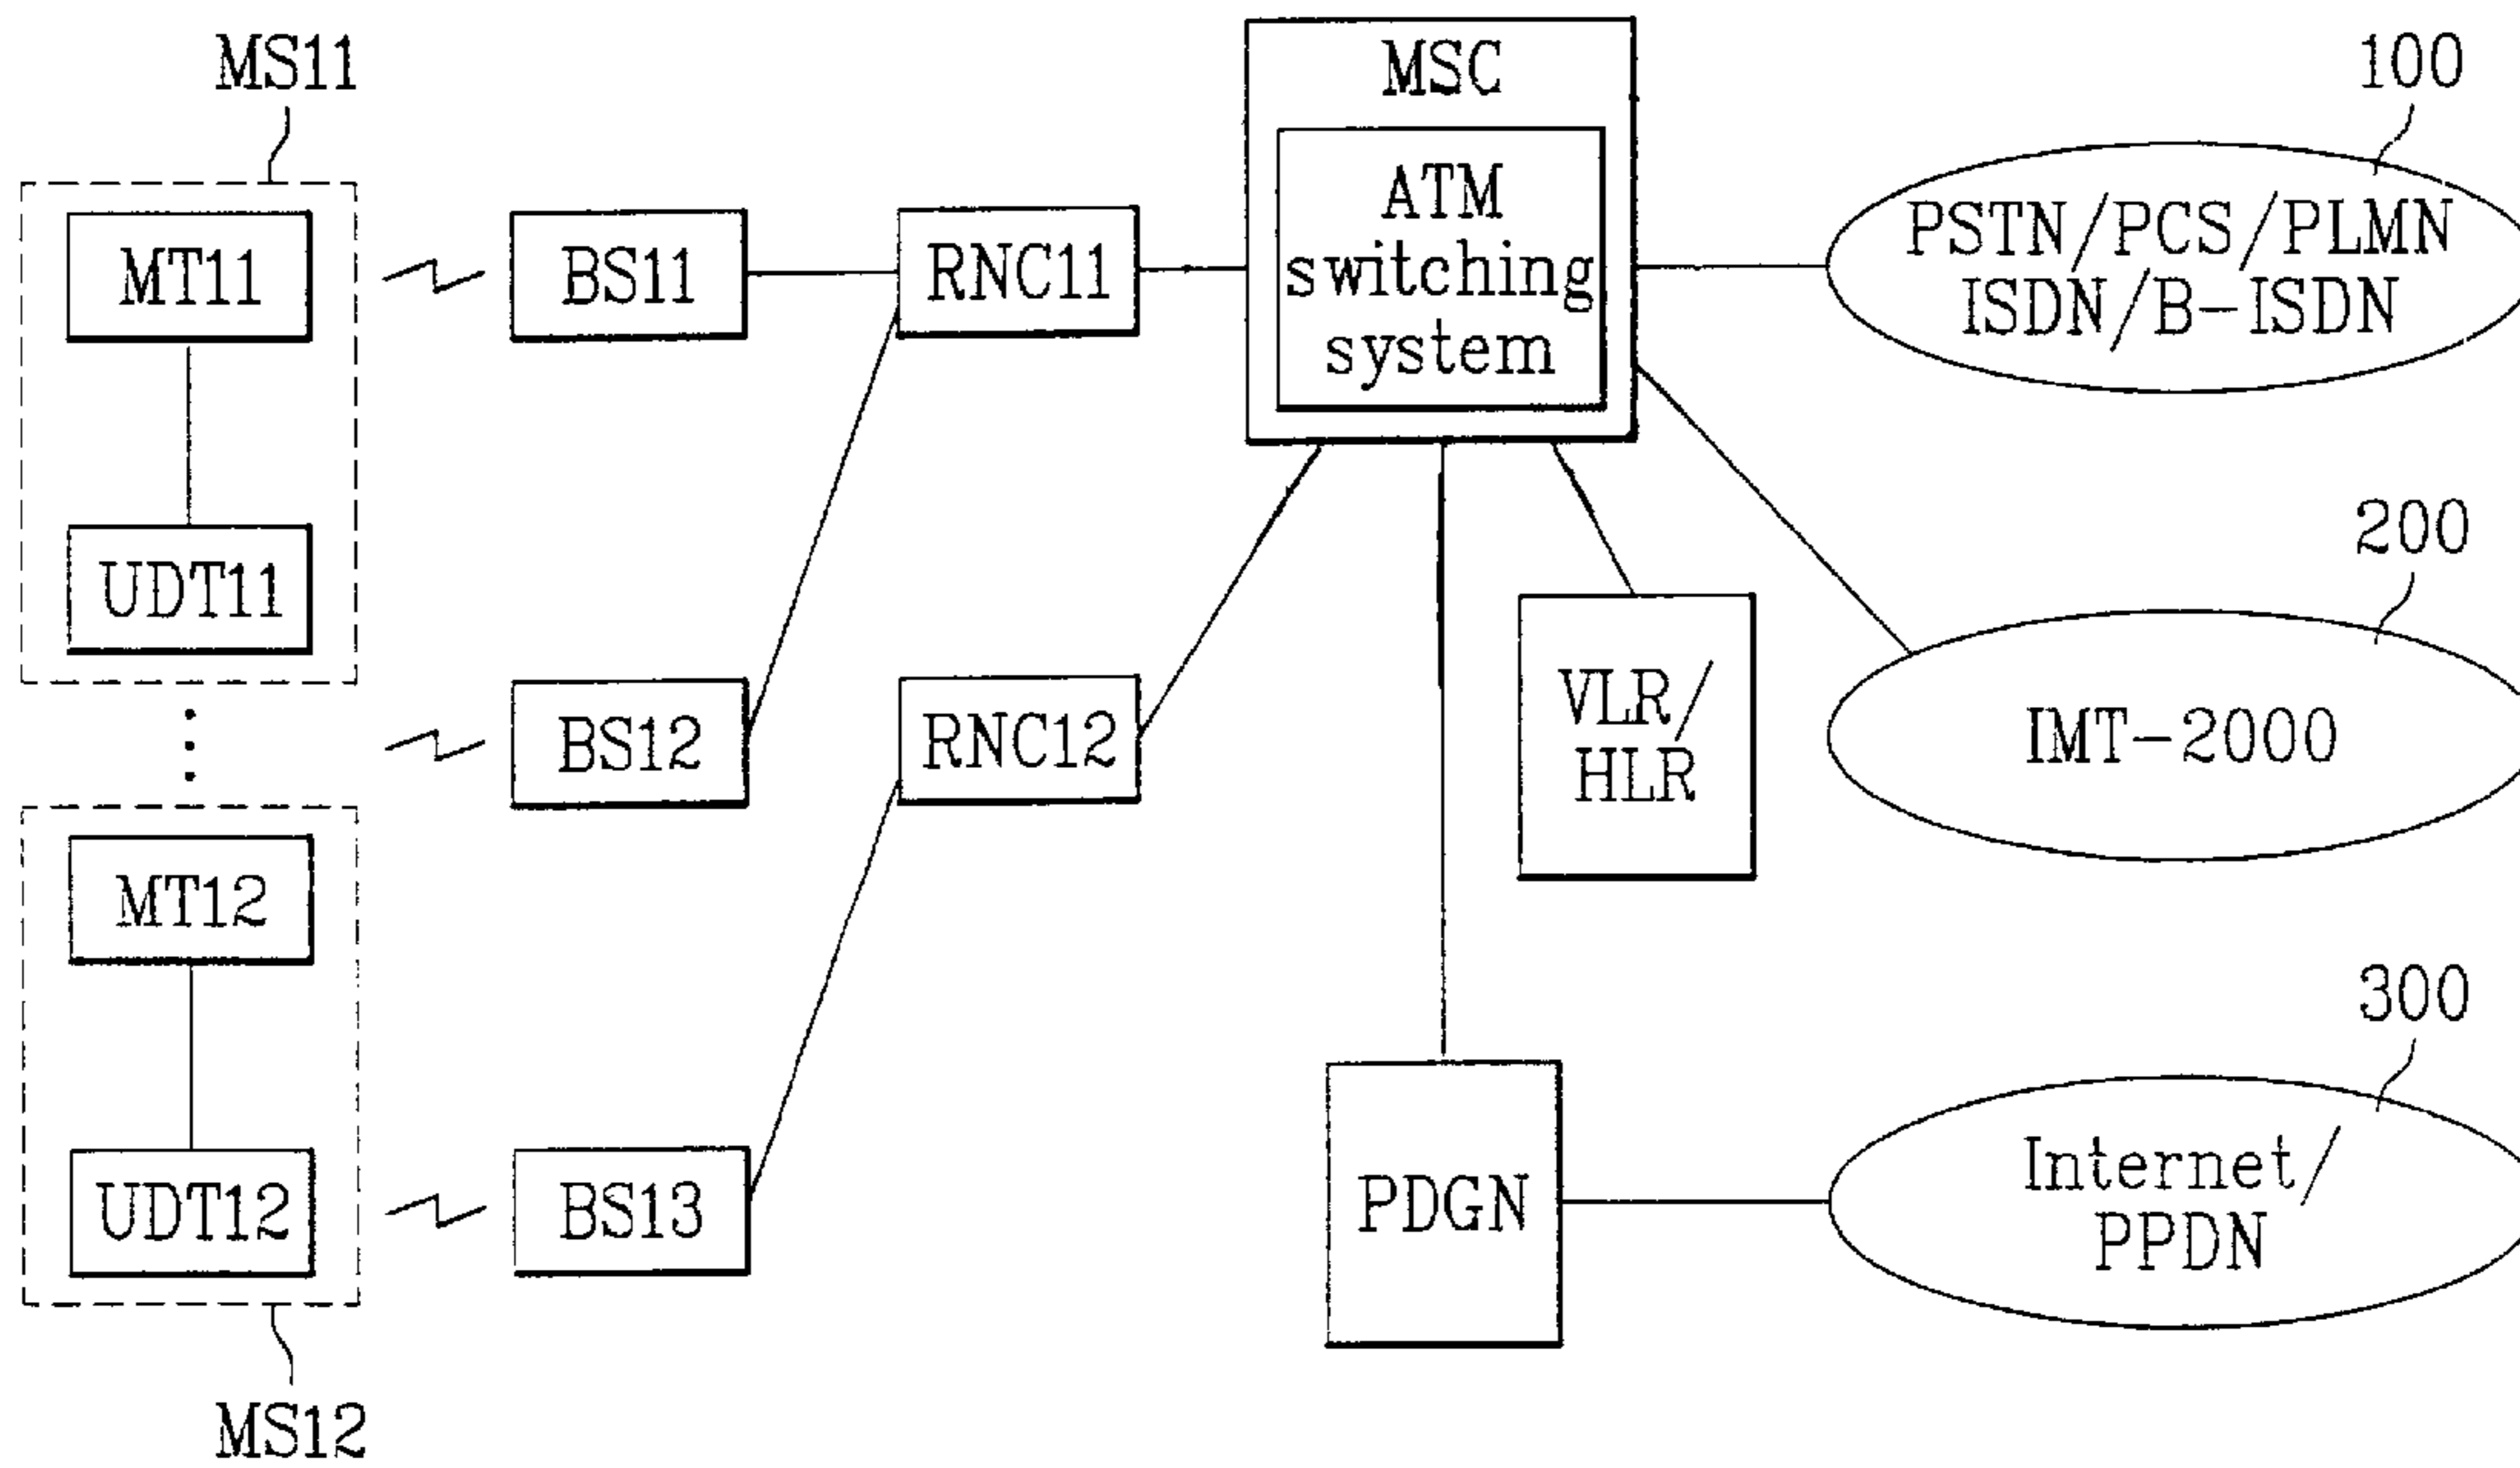 MS11
MT11
UDT11
MT12
UDT12
MS12
BS11
BS12
BS13
RNC11
RNC12
MSC
ATM
switching
system
VLR/
HLR
PDGN
100
PSTN/PCS/PLMN
ISDN/B-ISDN
200
IMT-2000
300
Internet/
PPDN